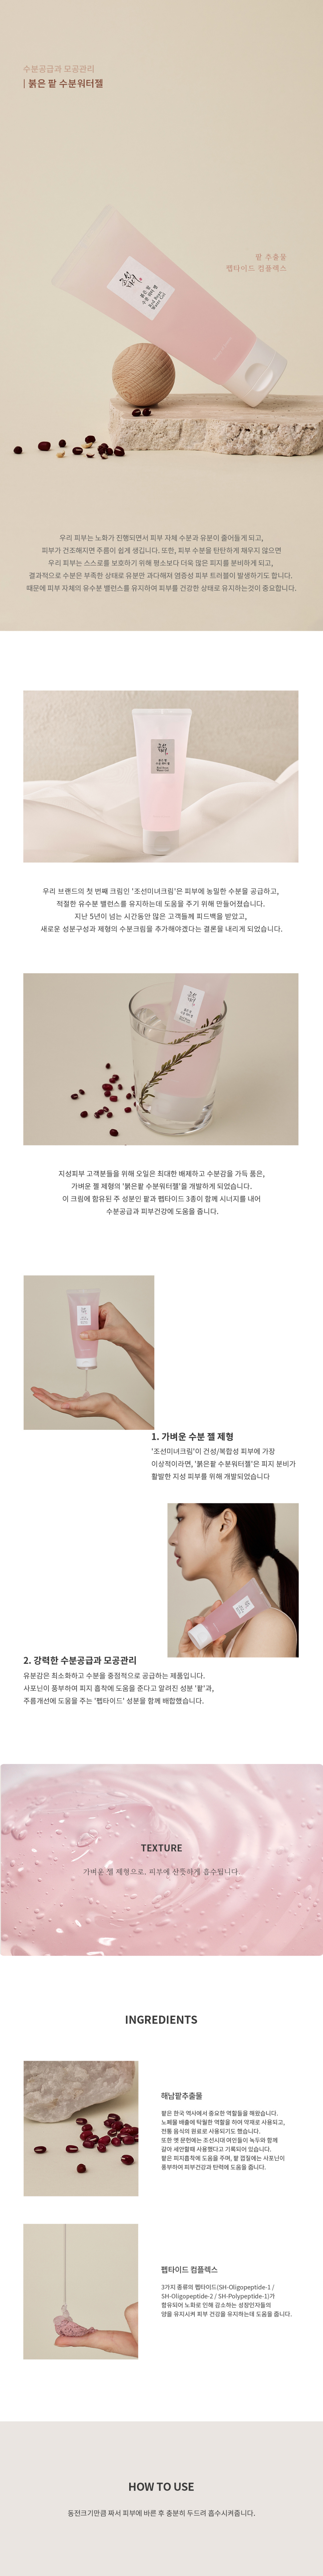 수분공급과 모공관리
| 붉은 팥 수분워터젤
팥 추출물
펩타이드 컴플렉스
조선미녀
붉은 팥
수분 워터 젤
Red Bean
Water Gel
우리 피부는 노화가 진행되면서 피부 자체 수분과 유분이 줄어들게 되고,
피부가 건조해지면 주름이 쉽게 생깁니다. 또한, 피부 수분을 탄탄하게 채우지 않으면
우리 피부는 스스로를 보호하기 위해 평소보다 더욱 많은 피지를 분비하게 되고,
결과적으로 수분은 부족한 상태로 유분만 과다해져 염증성 피부 트러블이 발생하기도 합니다.
때문에 피부 자체의 유수분 밸런스를 유지하여 피부를 건강한 상태로 유지하는것이 중요합니다.
조선미녀
붉은 팥
수분 워터 젤
우리 브랜드의 첫 번째 크림인 '조선미녀크림'은 피부에 농밀한 수분을 공급하고,
적절한 유수분 밸런스를 유지하는데 도움을 주기 위해 만들어졌습니다.
지난 5년이 넘는 시간동안 많은 고객들께 피드백을 받았고,
새로운 성분구성과 제형의 수분크림을 추가해야겠다는 결론을 내리게 되었습니다.
지성피부 고객분들을 위해 오일은 최대한 배제하고 수분감을 가득 품은,
가벼운 젤 제형의 '붉은팥 수분워터젤'을 개발하게 되었습니다.
이 크림에 함유된 주 성분인 팥과 펩타이드 3종이 함께 시너지를 내어
수분공급과 피부건강에 도움을 줍니다.
1. 가벼운 수분 젤 제형
'조선미녀크림'이 건성/복합성 피부에 가장
이상적이라면, '붉은팥 수분워터젤'은 피지 분비가
활발한 지성 피부를 위해 개발되었습니다
2. 강력한 수분공급과 모공관리
유분감은 최소화하고 수분을 중점적으로 공급하는 제품입니다.
사포닌이 풍부하여 피지 흡착에 도움을 준다고 알려진 성분 '팥'과,
주름개선에 도움을 주는 '펩타이드' 성분을 함께 배합했습니다.
TEXTURE
가벼운 젤 제형으로, 피부에 산뜻하게 흡수됩니다.
INGREDIENTS
해남팥추출물
팥은 한국 역사에서 중요한 역할들을 해왔습니다.
노폐물 배출에 탁월한 역할을 하여 약재로 사용되고,
전통 음식의 원료로 사용되기도 했습니다.
또한 옛 문헌에는 조선시대 여인들이 녹두와 함께
갈아 세안할때 사용했다고 기록되어 있습니다.
팥은 피지흡착에 도움을 주며, 팥 껍질에는 사포닌이
풍부하여 피부건강과 탄력에 도움을 줍니다.
펩타이드 컴플렉스
3가지 종류의 펩타이드(SH-Oligopeptide-1 /
SH-Oligopeptide-2 / SH-Polypeptide-1)가
함유되어 노화로 인해 감소하는 성장인자들의
양을 유지시켜 피부 건강을 유지하는데 도움을 줍니다.
HOW TO USE
동전크기만큼 짜서 피부에 바른 후 충분히 두드려 흡수시켜줍니다.